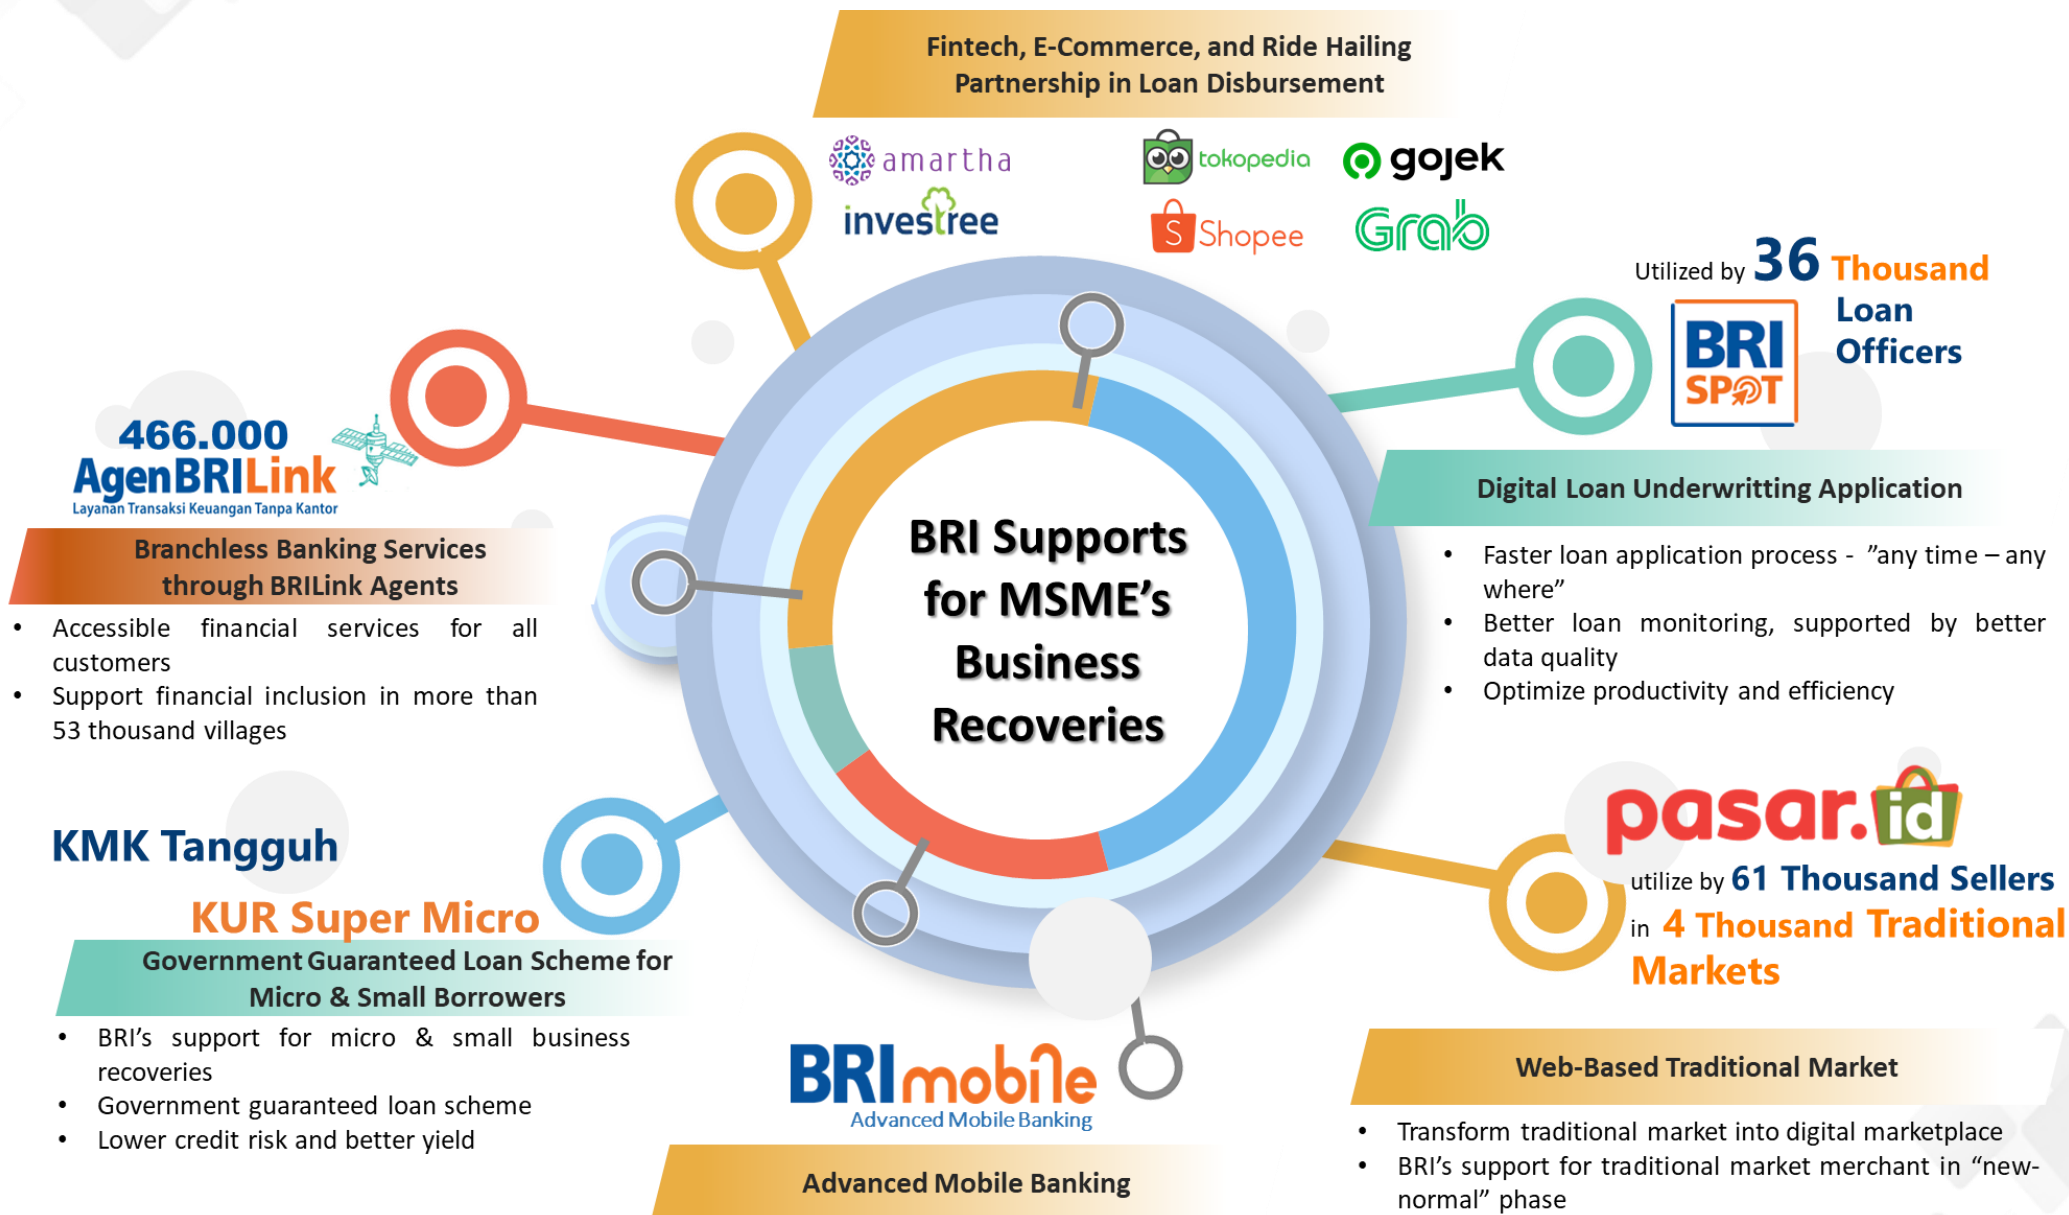 Fintech, E-Commerce, and Ride Hailing
Partnership in Loan Disbursement
amartha
investree
tokopedia
gojek
Shopee
Grab
Utilized by 36 Thousand
Loan
Officers
BRI
SPOT
Digital Loan Underwritting Application
• Faster loan application process - ”any time – any
where”
• Better loan monitoring, supported by better
data quality
• Optimize productivity and efficiency
466.000
AgenBRILink
Layanan Transaksi Keuangan Tanpa Kantor
Branchless Banking Services
through BRILink Agents
• Accessible financial services for all
customers
• Support financial inclusion in more than
53 thousand villages
BRI Supports
for MSME’s
Business
Recoveries
KMK Tangguh
KUR Super Micro
Government Guaranteed Loan Scheme for
Micro & Small Borrowers
• BRI’s support for micro & small business
recoveries
• Government guaranteed loan scheme
• Lower credit risk and better yield
BRImobile
Advanced Mobile Banking
Advanced Mobile Banking
pasar.id
utilize by 61 Thousand Sellers
in 4 Thousand Traditional
Markets
Web-Based Traditional Market
• Transform traditional market into digital marketplace
• BRI’s support for traditional market merchant in “new-
normal” phase